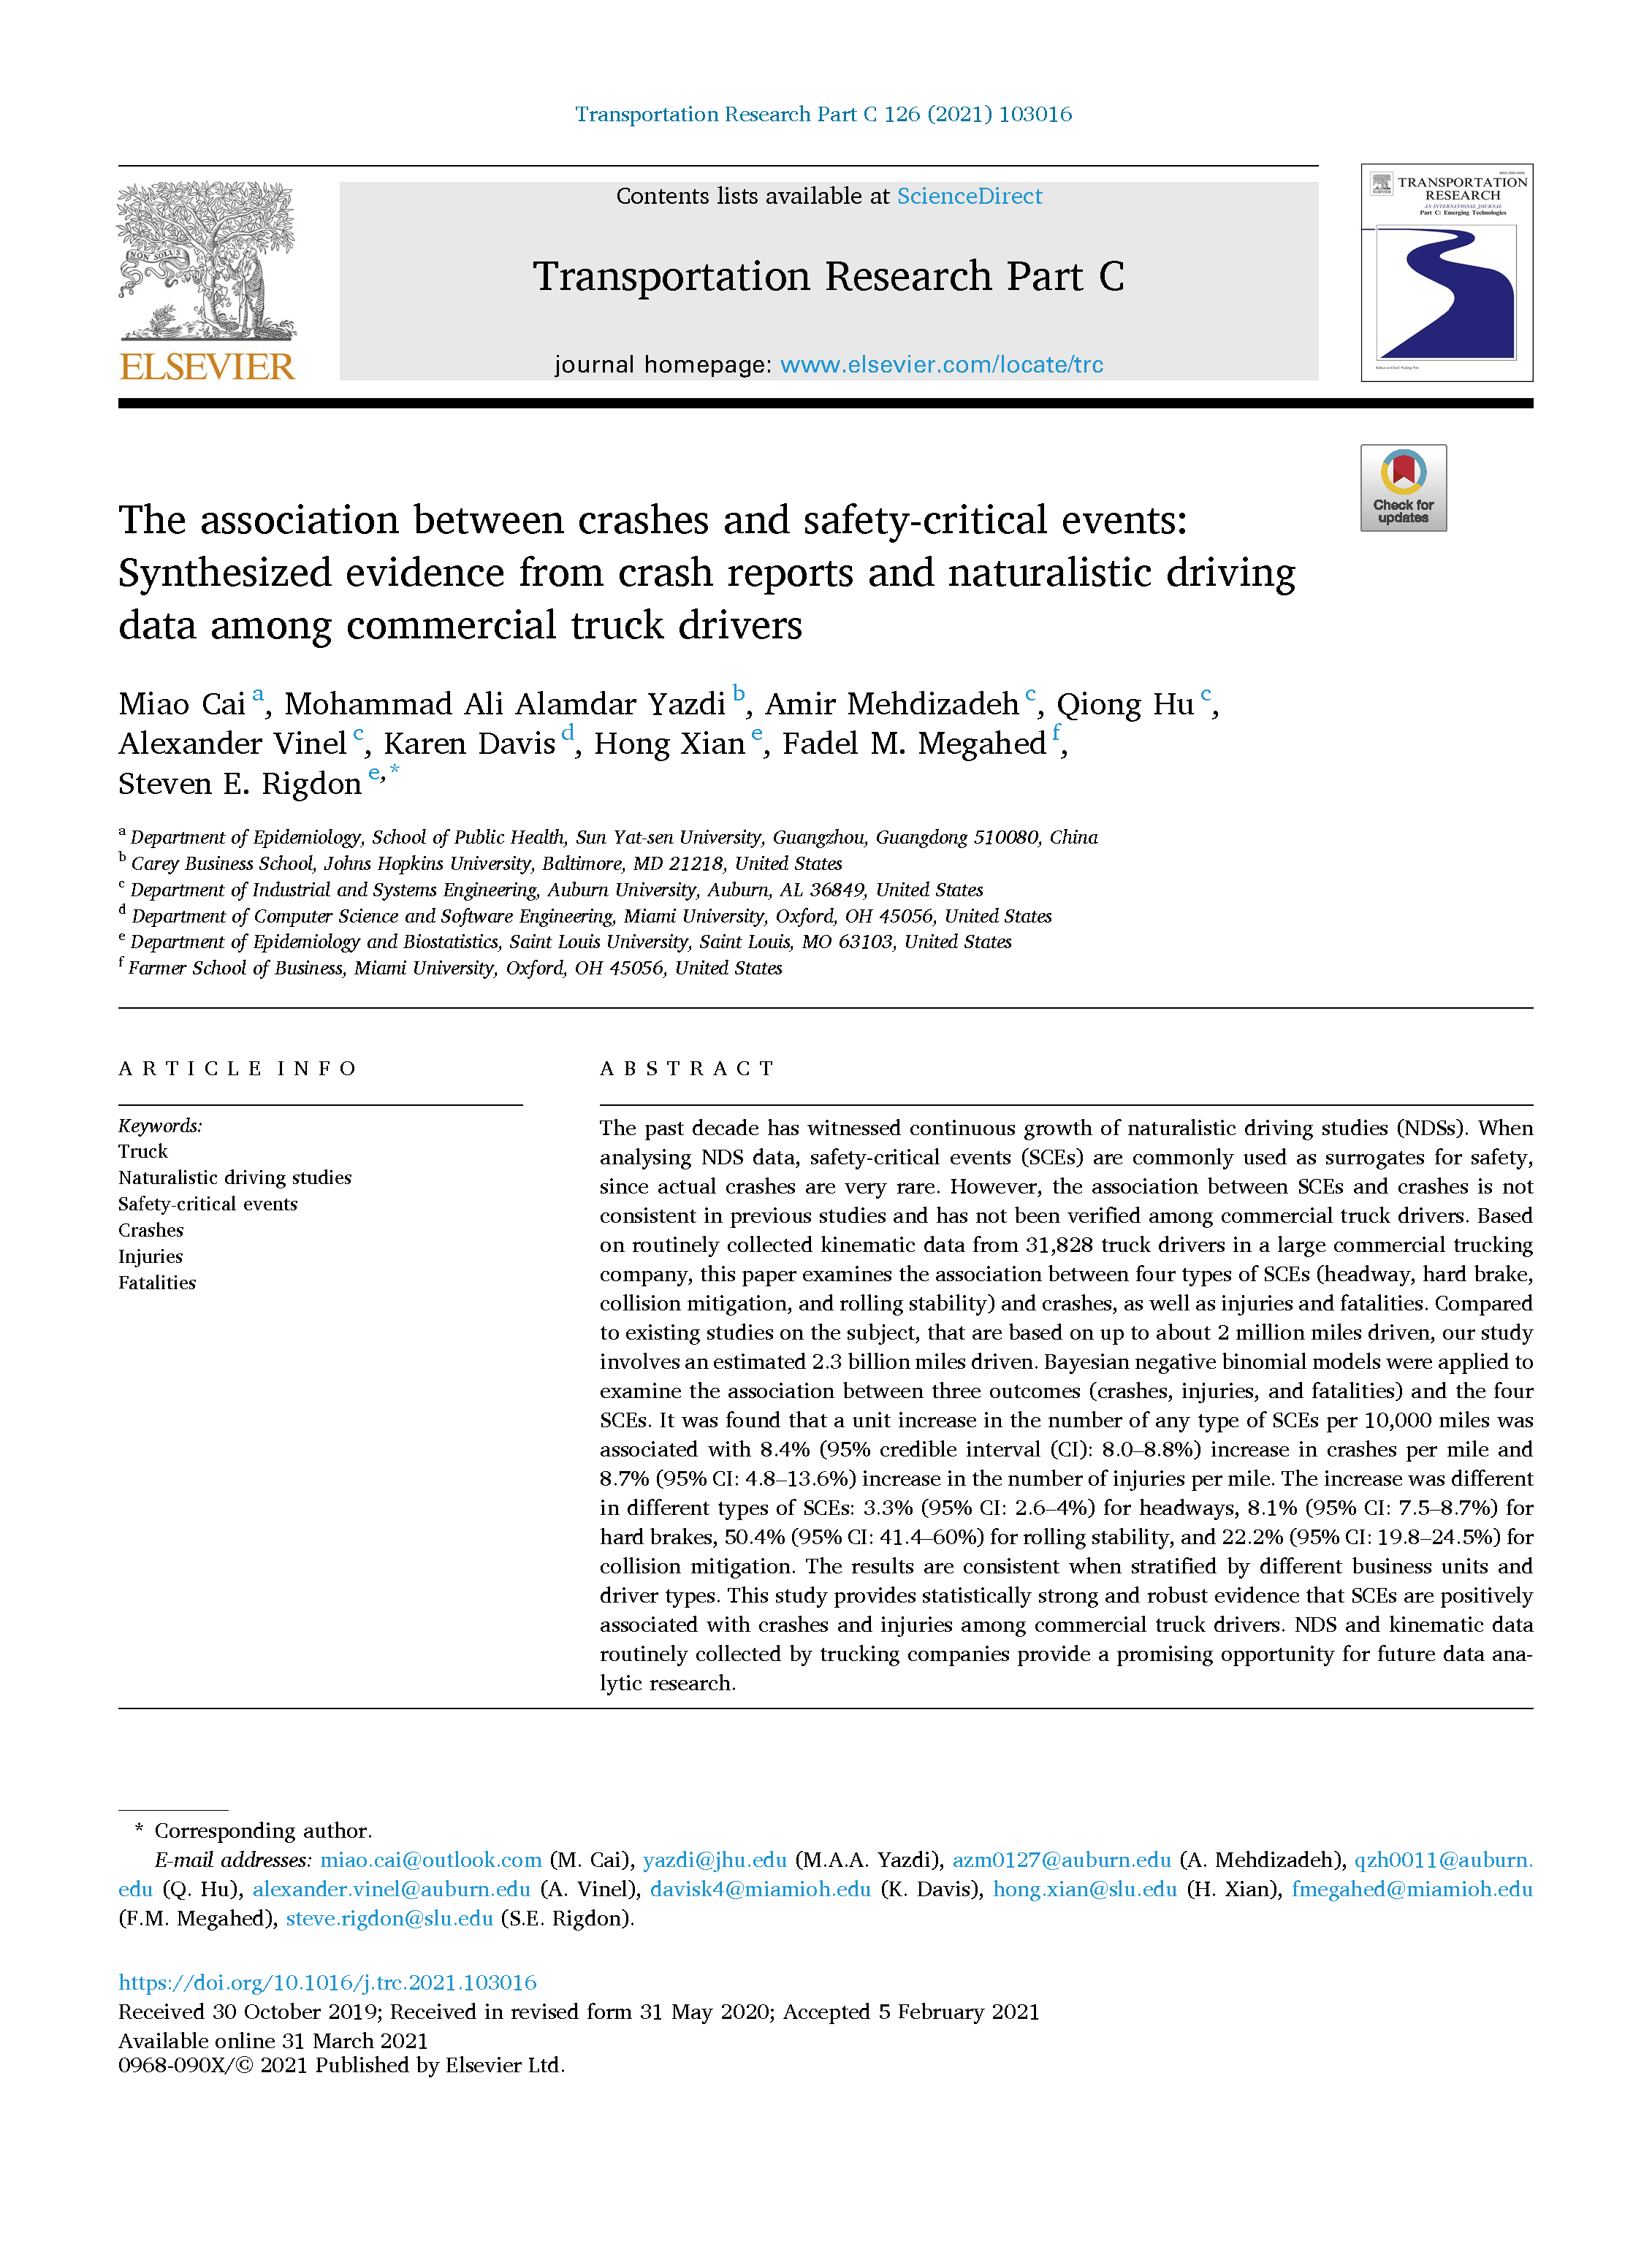 Transportation Research Part C 126 (2021) 103016
Contents lists available at ScienceDirect
Transportation Research Part C
journal homepage: www.elsevier.com/locate/trc
NON SOLUS
ELSEVIER
TRANSPORTATION
RESEARCH
AN INTERNATIONAL JOURNAL
Part C: Emerging Technologies
Check for
updates
The association between crashes and safety-critical events:
Synthesized evidence from crash reports and naturalistic driving
data among commercial truck drivers
Miao Cai a, Mohammad Ali Alamdar Yazdi b, Amir Mehdizadeh c, Qiong Hu c,
Alexander Vinel c, Karen Davis d, Hong Xian e, Fadel M. Megahed f,
Steven E. Rigdon e,*
a Department of Epidemiology, School of Public Health, Sun Yat-sen University, Guangzhou, Guangdong 510080, China
b Carey Business School, Johns Hopkins University, Baltimore, MD 21218, United States
c Department of Industrial and Systems Engineering, Auburn University, Auburn, AL 36849, United States
d Department of Computer Science and Software Engineering, Miami University, Oxford, OH 45056, United States
e Department of Epidemiology and Biostatistics, Saint Louis University, Saint Louis, MO 63103, United States
f Farmer School of Business, Miami University, Oxford, OH 45056, United States
ARTICLE INFO
Keywords:
Truck
Naturalistic driving studies
Safety-critical events
Crashes
Injuries
Fatalities
ABSTRACT
The past decade has witnessed continuous growth of naturalistic driving studies (NDSs). When
analysing NDS data, safety-critical events (SCEs) are commonly used as surrogates for safety,
since actual crashes are very rare. However, the association between SCEs and crashes is not
consistent in previous studies and has not been verified among commercial truck drivers. Based
on routinely collected kinematic data from 31,828 truck drivers in a large commercial trucking
company, this paper examines the association between four types of SCEs (headway, hard brake,
collision mitigation, and rolling stability) and crashes, as well as injuries and fatalities. Compared
to existing studies on the subject, that are based on up to about 2 million miles driven, our study
involves an estimated 2.3 billion miles driven. Bayesian negative binomial models were applied to
examine the association between three outcomes (crashes, injuries, and fatalities) and the four
SCEs. It was found that a unit increase in the number of any type of SCEs per 10,000 miles was
associated with 8.4% (95% credible interval (CI): 8.0–8.8%) increase in crashes per mile and
8.7% (95% CI: 4.8–13.6%) increase in the number of injuries per mile. The increase was different
in different types of SCEs: 3.3% (95% CI: 2.6–4%) for headways, 8.1% (95% CI: 7.5–8.7%) for
hard brakes, 50.4% (95% CI: 41.4–60%) for rolling stability, and 22.2% (95% CI: 19.8–24.5%) for
collision mitigation. The results are consistent when stratified by different business units and
driver types. This study provides statistically strong and robust evidence that SCEs are positively
associated with crashes and injuries among commercial truck drivers. NDS and kinematic data
routinely collected by trucking companies provide a promising opportunity for future data ana-
lytic research.
* Corresponding author.
E-mail addresses: miao.cai@outlook.com (M. Cai), yazdi@jhu.edu (M.A.A. Yazdi), azm0127@auburn.edu (A. Mehdizadeh), qzh0011@auburn.
edu (Q. Hu), alexander.vinel@auburn.edu (A. Vinel), davisk4@miamioh.edu (K. Davis), hong.xian@slu.edu (H. Xian), fmegahed@miamioh.edu
(F.M. Megahed), steve.rigdon@slu.edu (S.E. Rigdon).
https://doi.org/10.1016/j.trc.2021.103016
Received 30 October 2019; Received in revised form 31 May 2020; Accepted 5 February 2021
Available online 31 March 2021
0968-090X/© 2021 Published by Elsevier Ltd.